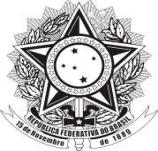 REPÚBLICA FEDERATIVA DO BRASIL
15 de Novembro de 1889